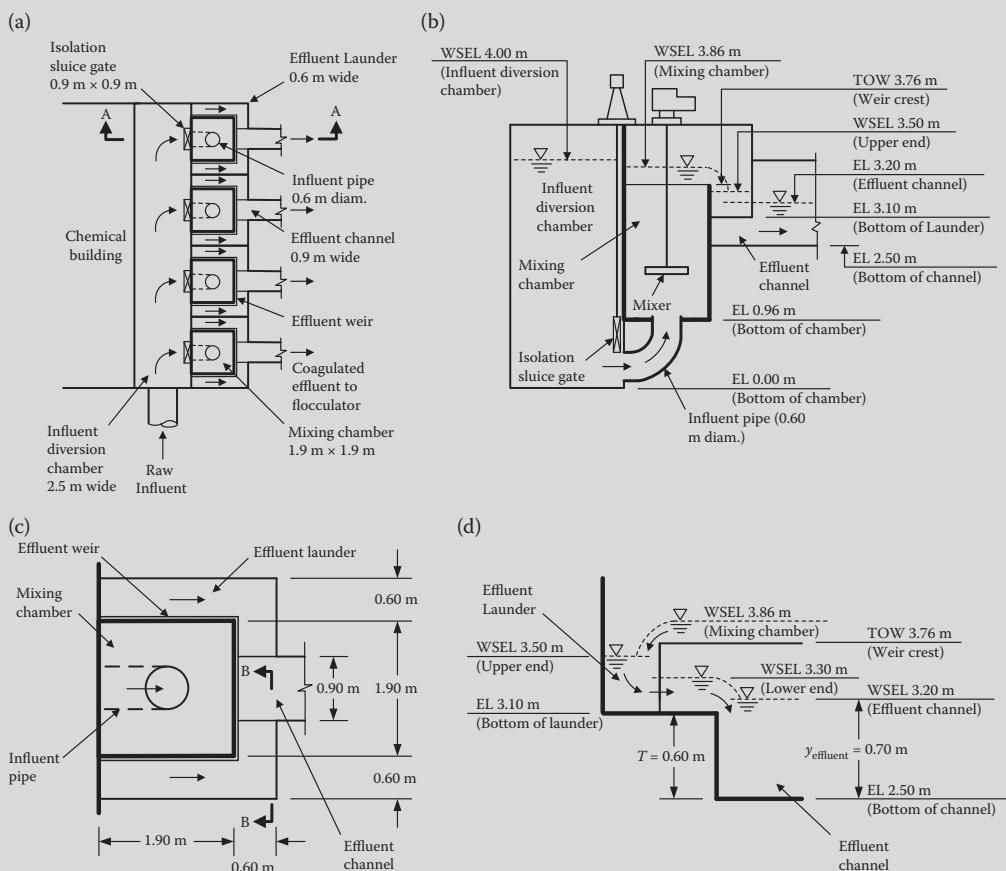 (a)
Isolation
sluice gate
0.9 m × 0.9 m
Effluent Launder
0.6 m wide
A
A
Influent pipe
0.6 m diam.
Chemical
building
Effluent channel
0.9 m wide
Effluent weir
Coagulated
effluent to
flocculator
Influent
diversion
chamber
2.5 m wide
Raw
Influent
Mixing chamber
1.9 m × 1.9 m
(b)
WSEL 4.00 m
(Influent diversion
chamber)
WSEL 3.86 m
(Mixing chamber)
TOW 3.76 m
(Weir crest)
WSEL 3.50 m
(Upper end)
EL 3.20 m
(Effluent channel)
EL 3.10 m
(Bottom of Launder)
EL 2.50 m
(Bottom of channel)
Influent
diversion
chamber
Mixing
chamber
Mixer
Effluent
channel
EL 0.96 m
(Bottom of chamber)
Isolation
sluice gate
EL 0.00 m
(Bottom of chamber)
Influent pipe (0.60
m diam.)
(c)
Effluent weir
Effluent launder
Mixing
chamber
0.60 m
B
0.90 m
1.90 m
Influent
pipe
0.60 m
B
1.90 m
0.60 m
Effluent
channel
(d)
Effluent
Launder
WSEL 3.86 m
(Mixing chamber)
TOW 3.76 m
(Weir crest)
WSEL 3.50 m
(Upper end)
WSEL 3.30 m
(Lower end)
WSEL 3.20 m
(Effluent channel)
EL 3.10 m
(Bottom of launder)
T = 0.60 m
yeffluent = 0.70 m
EL 2.50 m
(Bottom of channel)
Effluent
channel